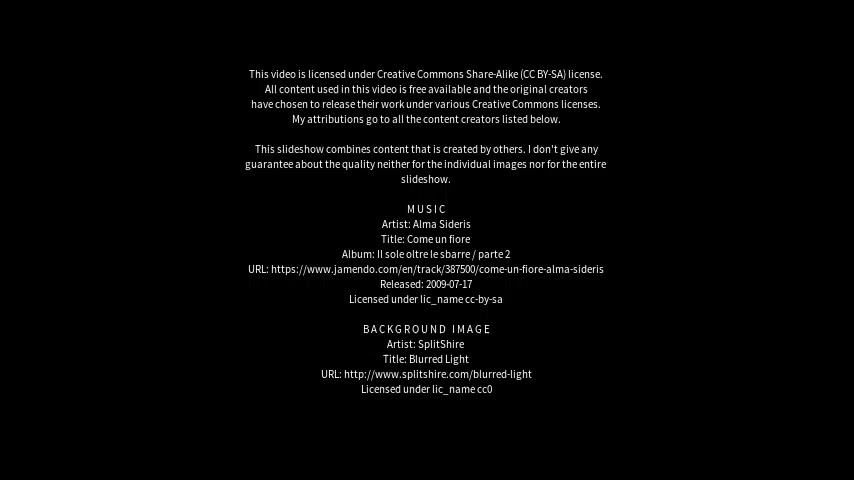 This video is licensed under Creative Commons Share-Alike (CC BY-SA) license.
All content used in this video is free available and the original creators
have chosen to release their work under various Creative Commons licenses.
My attributions go to all the content creators listed below.
This slideshow combines content that is created by others. I don't give any
guarantee about the quality neither for the individual images nor for the entire
slideshow.
MUSIC
Artist: Alma Sideris
Title: Come un fiore
Album: Il sole oltre le sbarre / parte 2
URL: https://www.jamendo.com/en/track/387500/come-un-fiore-alma-sideris
Released: 2009-07-17
Licensed under lic_name cc-by-sa
BACKGROUND IMAGE
Artist: SplitShire
Title: Blurred Light
URL: http://www.splitshire.com/blurred-light
Licensed under lic_name cc0